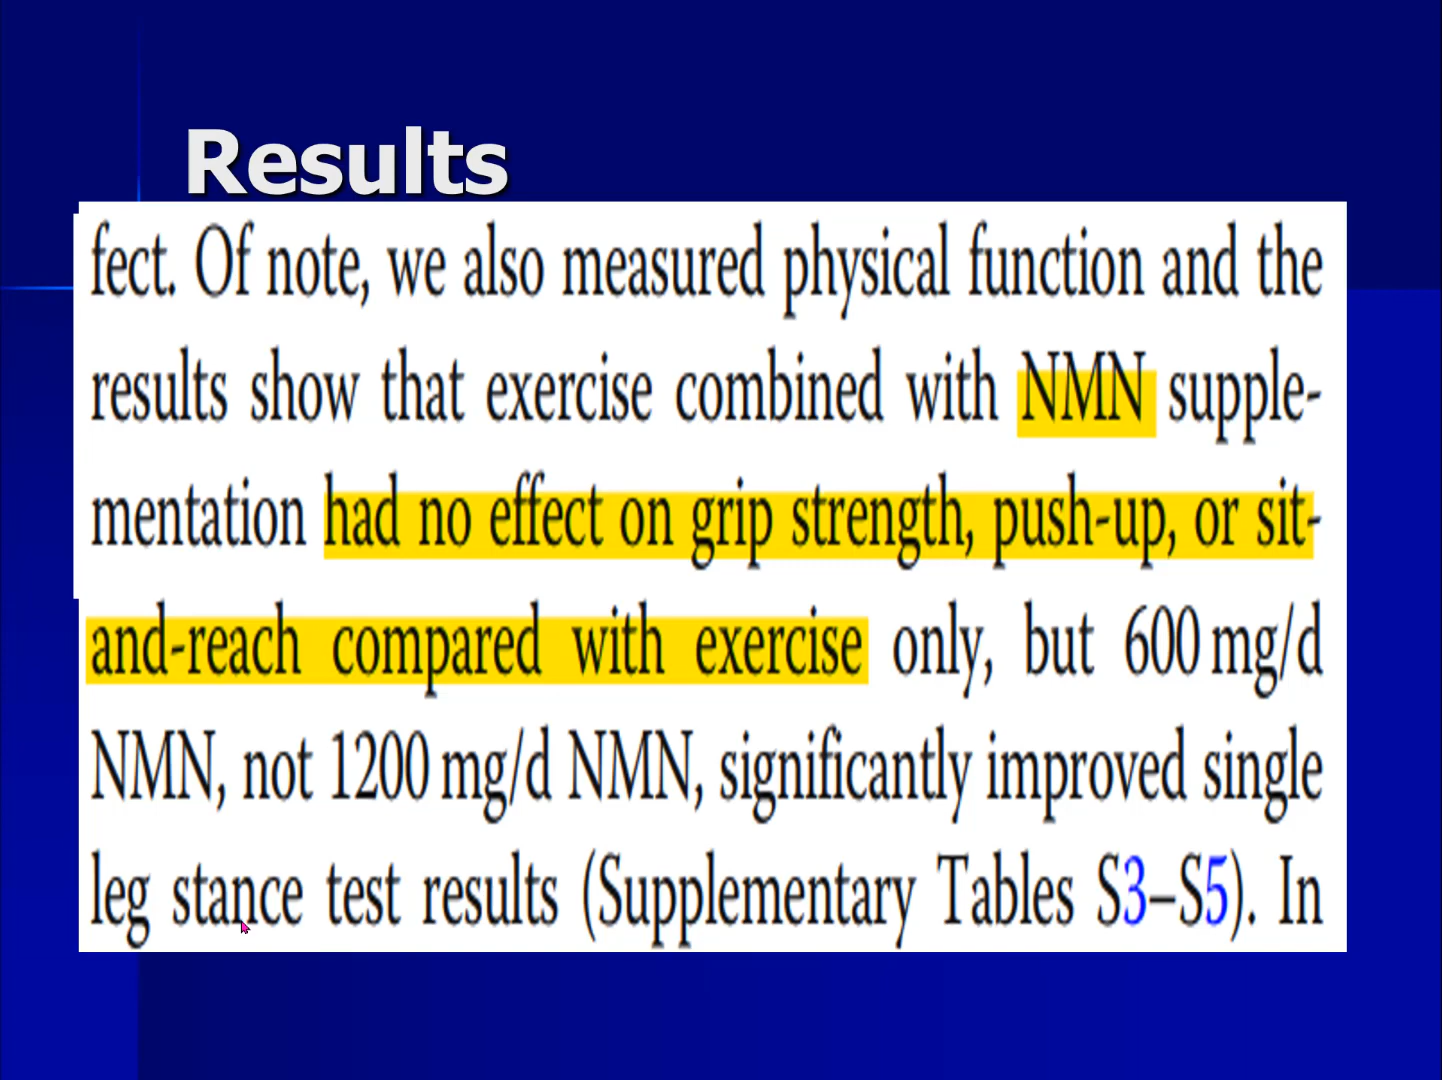 Results
fect. Of note, we also measured physical function and the
results show that exercise combined with NMN supple-
mentation had no effect on grip strength, push-up, or sit-
and-reach compared with exercise only, but 600 mg/d
NMN, not 1200 mg/d NMN, significantly improved single
leg stance test results (Supplementary Tables S3–S5). In